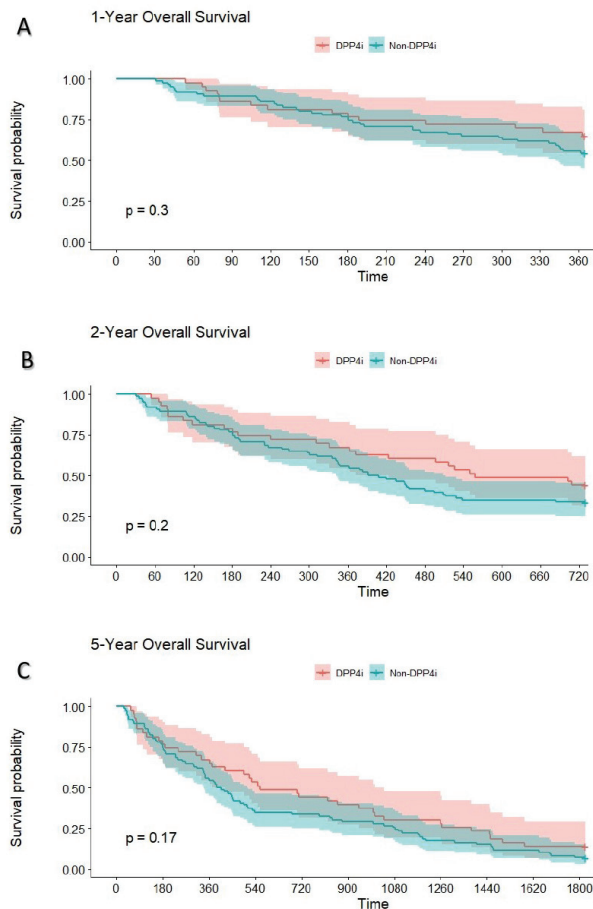 A
1-Year Overall Survival
DPP4i Non-DPP4i
Survival probability
1.00
0.75
0.50
0.25
0.00
p = 0.3
0 30 60 90 120 150 180 210 240 270 300 330 360
Time
B
2-Year Overall Survival
DPP4i Non-DPP4i
Survival probability
1.00
0.75
0.50
0.25
0.00
p = 0.2
0 60 120 180 240 300 360 420 480 540 600 660 720
Time
C
5-Year Overall Survival
DPP4i Non-DPP4i
Survival probability
1.00
0.75
0.50
0.25
0.00
p = 0.17
0 180 360 540 720 900 1080 1260 1440 1620 1800
Time